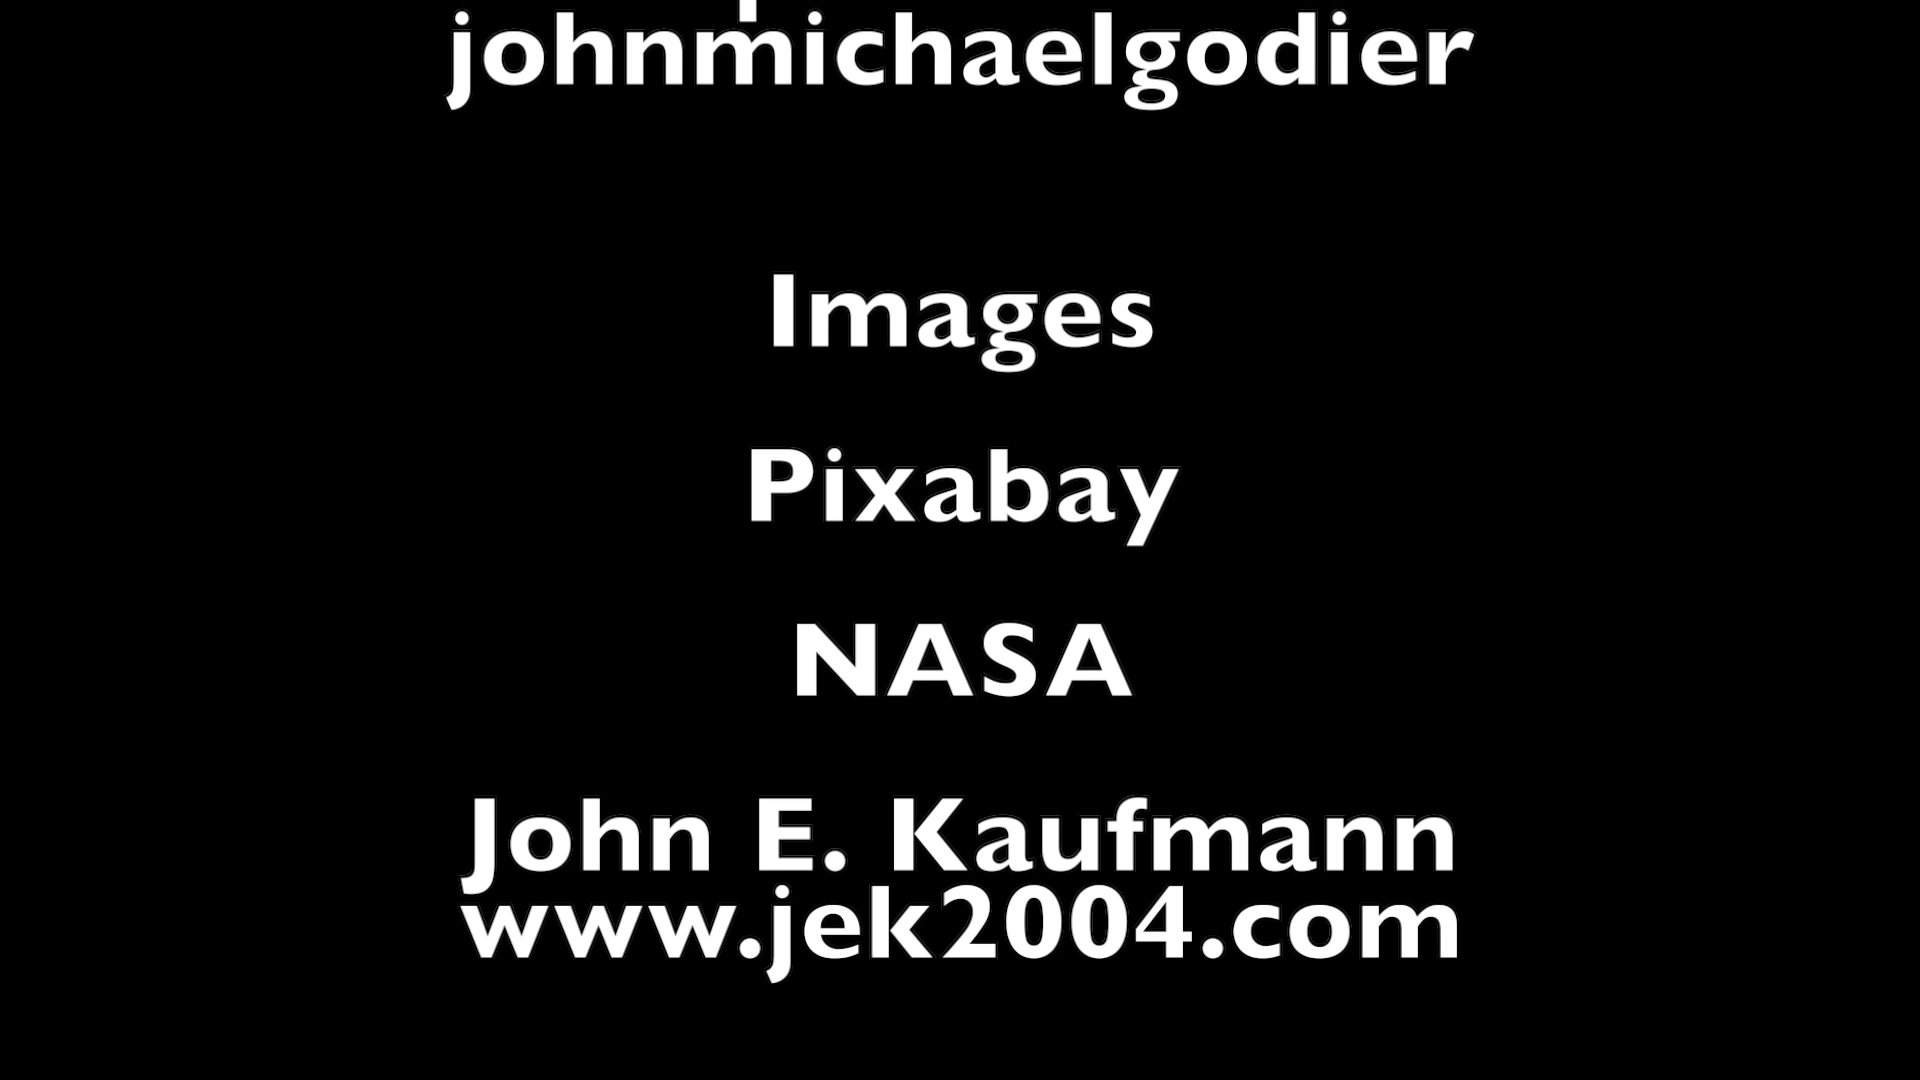 johnmichaelgodier
Images
Pixabay
NASA
John E. Kaufmann
www.jek2004.com